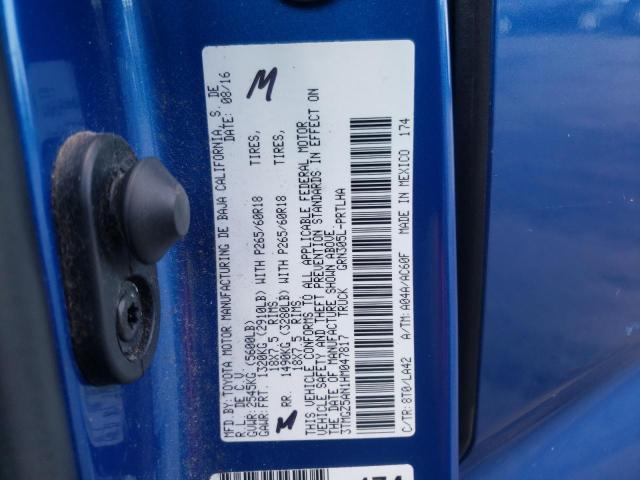 MFD.BY: TOYOTA MOTOR MANUFACTURING DE BAJA CALIFORNIA, S. DE
R. L. DE C. V. DATE: 08/16
GVWR: 2545KG (5600LB)
GAWR: FRT. 1320KG (2910LB) WITH P265/60R18 TIRES,
18X7.5 RIMS,
RR. 1490KG (3280LB) WITH P265/60R18 TIRES,
18X7.5 RIMS
THIS VEHICLE CONFORMS TO ALL APPLICABLE FEDERAL MOTOR
VEHICLE SAFETY AND THEFT PREVENTION STANDARDS IN EFFECT ON
THE DATE OF MANUFACTURE SHOWN ABOVE.
3TMGZ5AN1HM047817 TRUCK GRN305L-PRTLHA
C/TR: 8T0/LA42 A/TM: A04A/AC60F MADE IN MEXICO 174
M
M